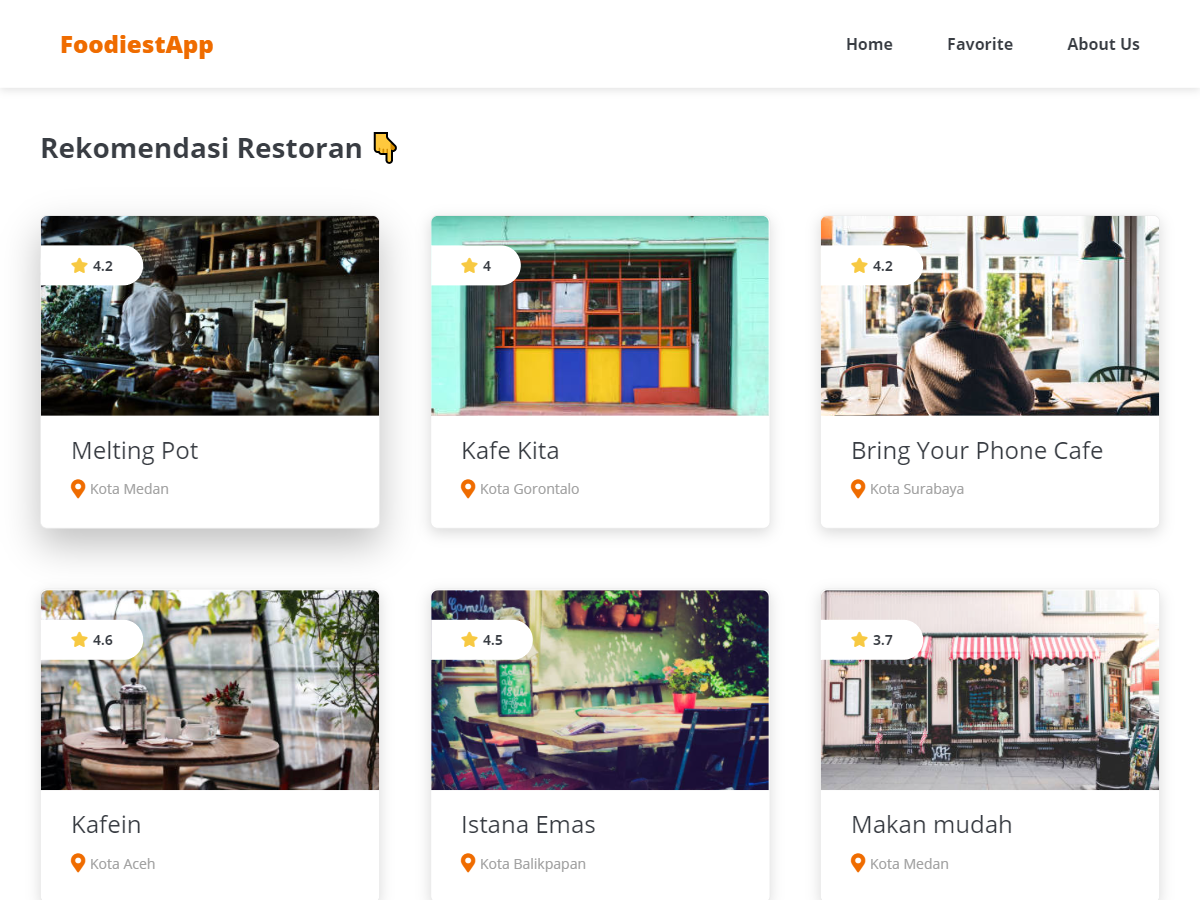 FoodiestApp
Home
Favorite
About Us
Rekomendasi Restoran 👇
4.2
Melting Pot
Kota Medan
4
Kafe Kita
Kota Gorontalo
4.2
Bring Your Phone Cafe
Kota Surabaya
4.6
Kafein
Kota Aceh
Gamelen
4.5
Istana Emas
Kota Balikpapan
3.7
Makan mudah
Kota Medan